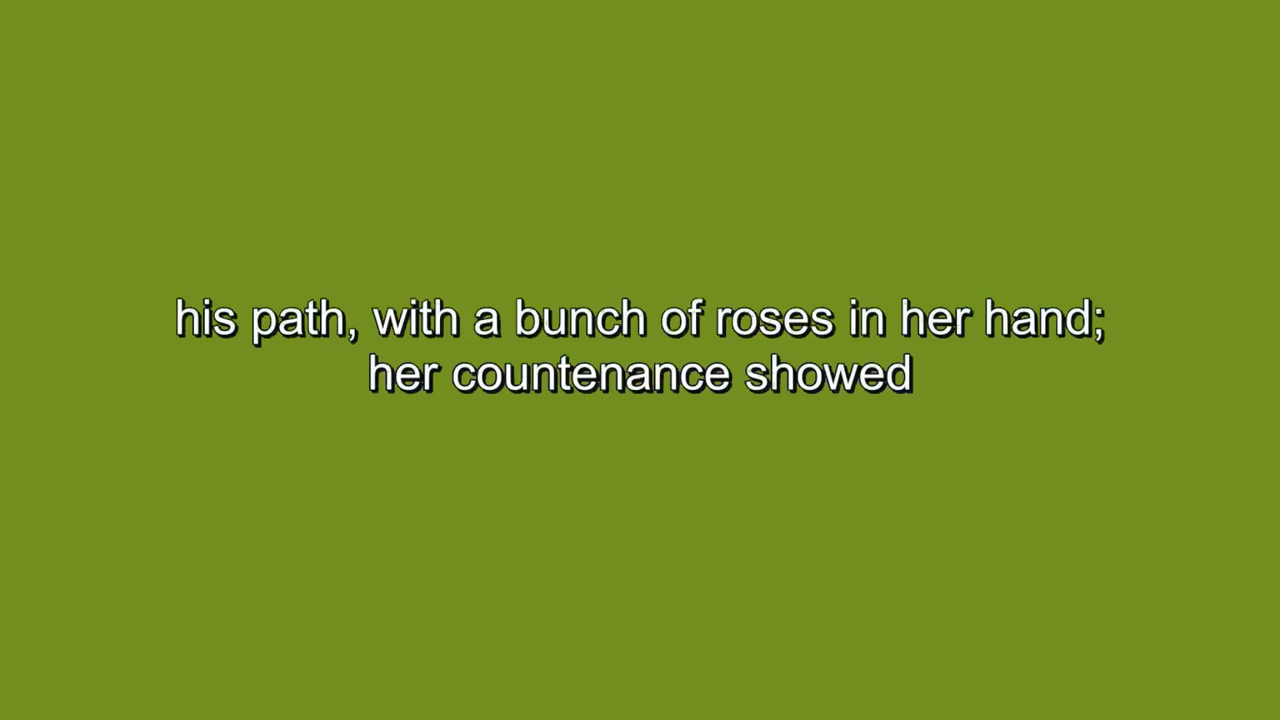 his path, with a bunch of roses in her hand;
her countenance showed